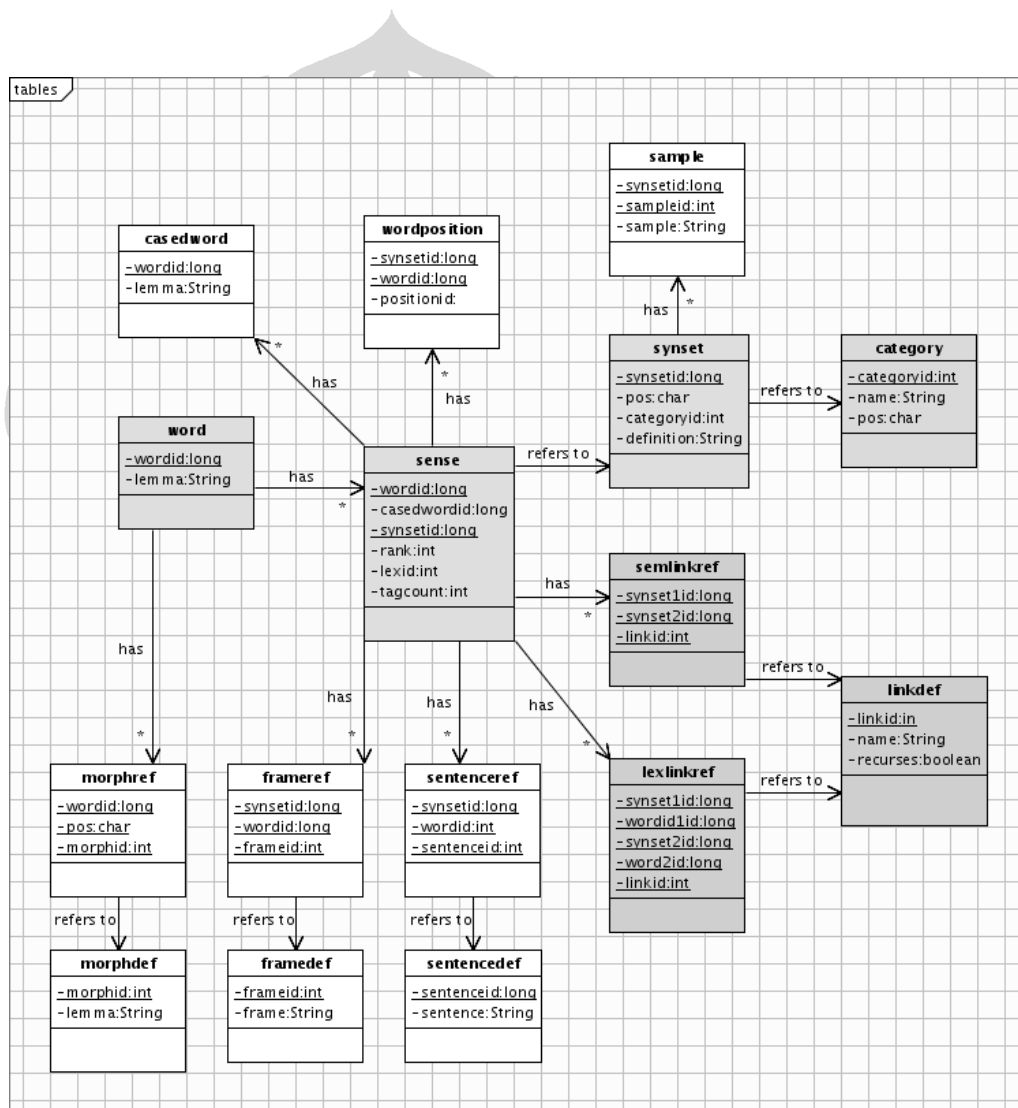 tables
sample
-synsetid:long
-sampleid:int
-sample:String
casedword
-wordid:long
-lemma:String
wordposition
-synsetid:long
-wordid:long
-positionid:
has
*
synset
-synsetid:long
-pos:char
-categoryid:int
-definition:String
refers to
category
-categoryid:int
-name:String
-pos:char
*
has
*
has
word
-wordid:long
-lemma:String
has
*
sense
-wordid:long
-casedwordid:long
-synsetid:long
-rank:int
-lexid:int
-tagcount:int
refers to
has
*
semlinkref
-synset1id:long
-synset2id:long
-linkid:int
refers to
linkdef
-linkid:in
-name:String
-recurses:boolean
has
*
has
*
has
*
has
*
lexlinkref
-synset1id:long
-wordid1id:long
-synset2id:long
-word2id:long
-linkid:int
refers to
morphref
-wordid:long
-pos:char
-morphid:int
frameref
-synsetid:long
-wordid:long
-frameid:int
sentenceref
-synsetid:long
-wordid:int
-sentenceid:int
refers to
refers to
refers to
morphdef
-morphid:int
-lemma:String
framedef
-frameid:int
-frame:String
sentencedef
-sentenceid:long
-sentence:String